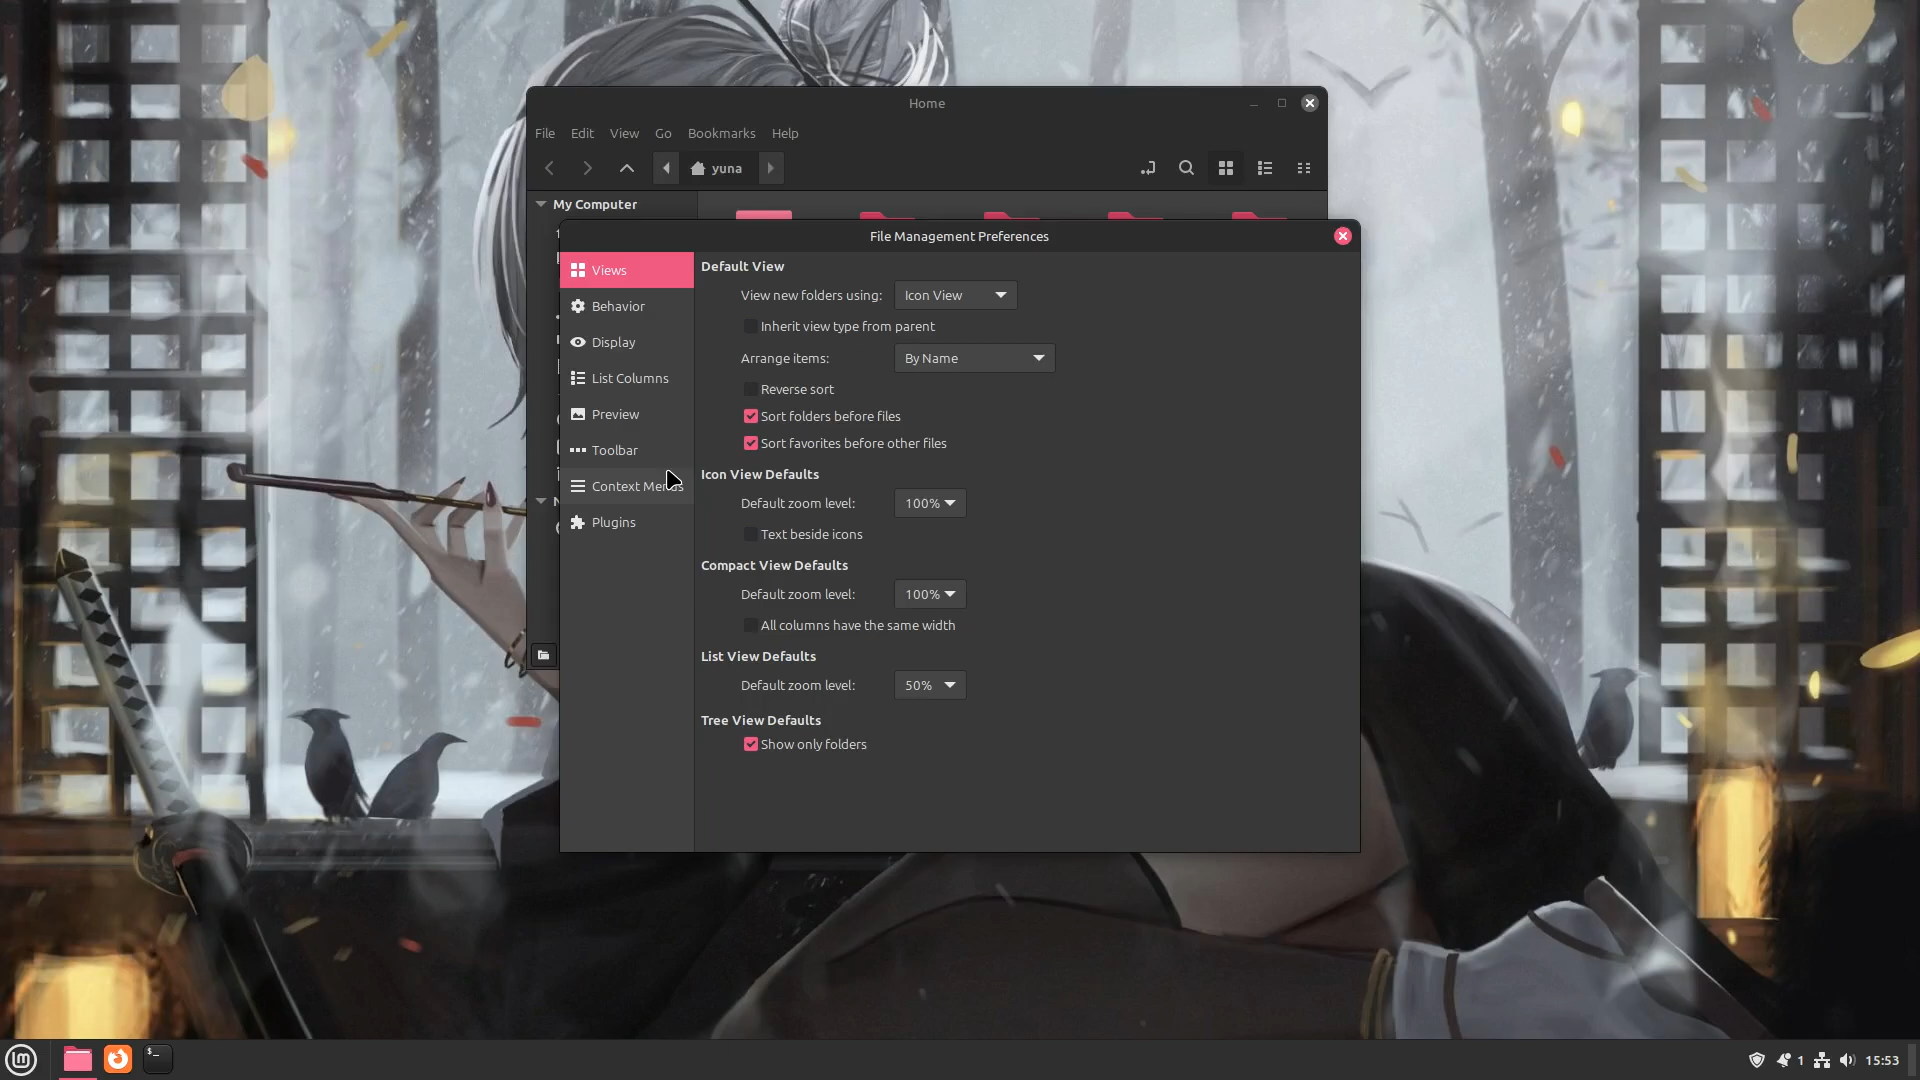 Home
File Edit View Go Bookmarks Help
yuna
My Computer
File Management Preferences
Views
Behavior
Display
List Columns
Preview
Toolbar
Plugins
Default View
View new folders using: Icon View
Inherit view type from parent
Arrange items: By Name
Reverse sort
Sort folders before files
Sort favorites before other files
Icon View Defaults
Default zoom level: 100%
Text beside icons
Compact View Defaults
Default zoom level: 100%
All columns have the same width
List View Defaults
Default zoom level: 50%
Tree View Defaults
Show only folders
1 15:53